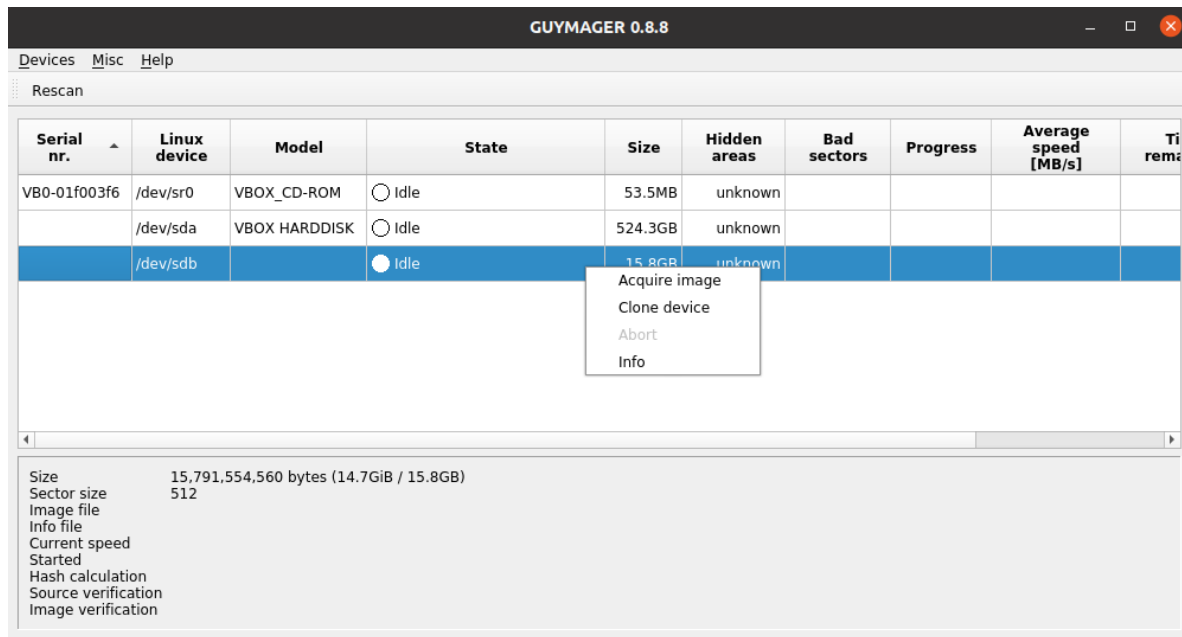 GUYMAGER 0.8.8
Devices Misc Help
Rescan
Serial nr. Linux device Model State Size Hidden areas Bad sectors Progress Average speed [MB/s]
VB0-01f003f6 /dev/sr0 VBOX_CD-ROM Idle 53.5MB unknown
/dev/sda VBOX HARDDISK Idle 524.3GB unknown
/dev/sdb Idle 15.8GB unknown
Acquire image
Clone device
Abort
Info
Size 15,791,554,560 bytes (14.7GiB / 15.8GB)
Sector size 512
Image file
Info file
Current speed
Started
Hash calculation
Source verification
Image verification